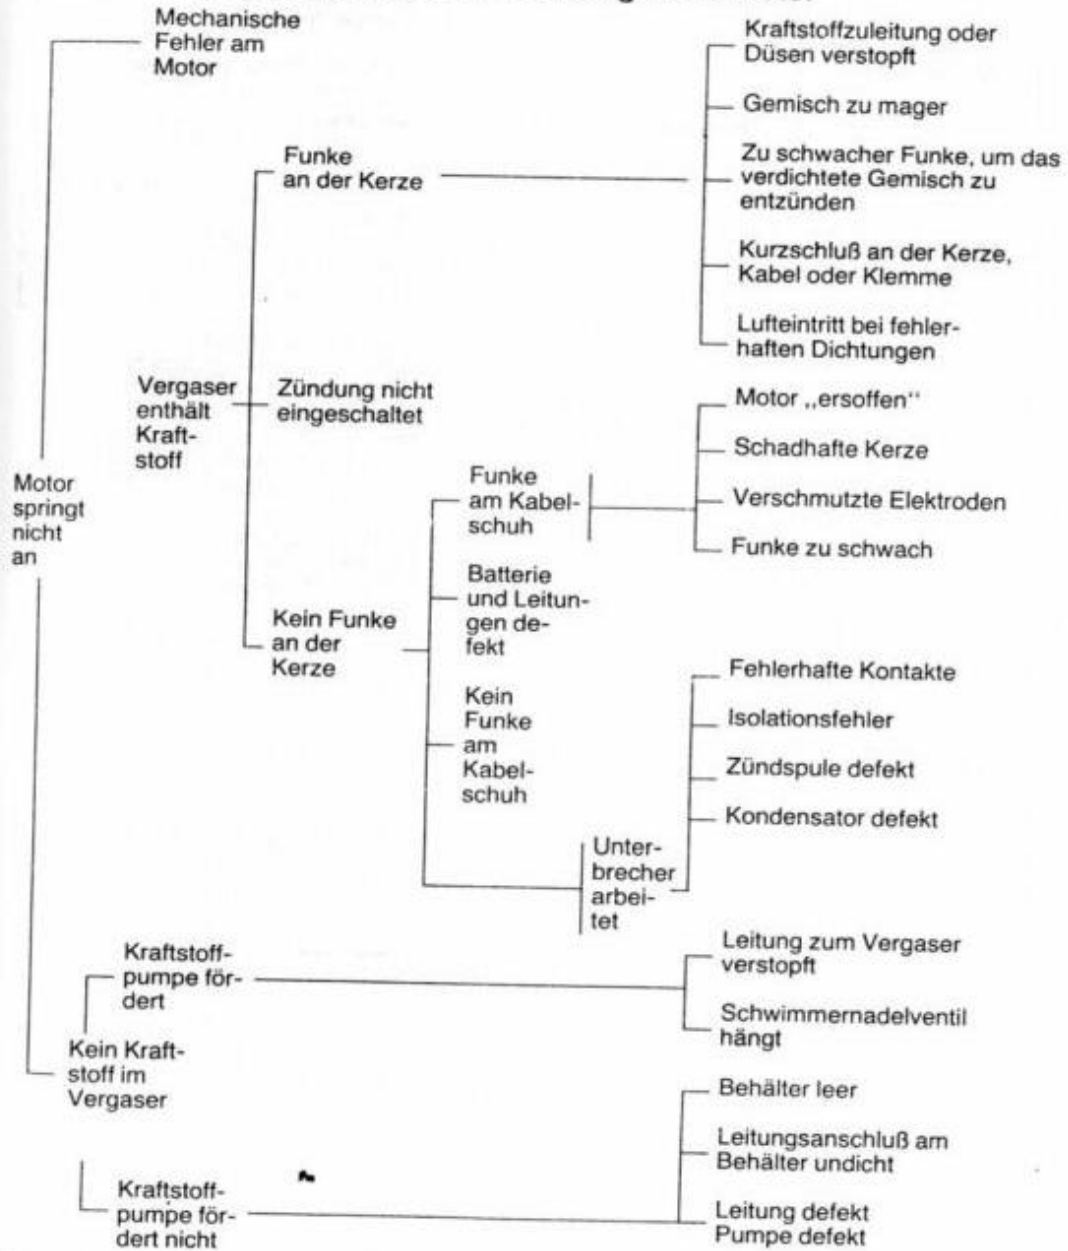 Mechanische
Fehler am
Motor
Kraftstoffzuleitung oder
Düsen verstopft
Gemisch zu mager
Funke
an der Kerze
Zu schwacher Funke, um das
verdichtete Gemisch zu
entzünden
Kurzschluß an der Kerze,
Kabel oder Klemme
Lufteintritt bei fehler-
haften Dichtungen
Vergaser
enthält
Kraft-
stoff
Zündung nicht
eingeschaltet
Motor „ersoffen“
Schadhafte Kerze
Verschmutzte Elektroden
Funke zu schwach
Motor
springt
nicht
an
Funke
am Kabel-
schuh
Batterie
und Leitun-
gen de-
fekt
Kein Funke
an der
Kerze
Kein
Funke
am
Kabel-
schuh
Fehlerhafte Kontakte
Isolationsfehler
Zündspule defekt
Kondensator defekt
Unter-
brecher
arbei-
tet
Kraftstoff-
pumpe för-
dert
Leitung zum Vergaser
verstopft
Schwimmernadelventil
hängt
Kein Kraft-
stoff im
Vergaser
Behälter leer
Leitungsanschluß am
Behälter undicht
Kraftstoff-
pumpe för-
dert nicht
Leitung defekt
Pumpe defekt